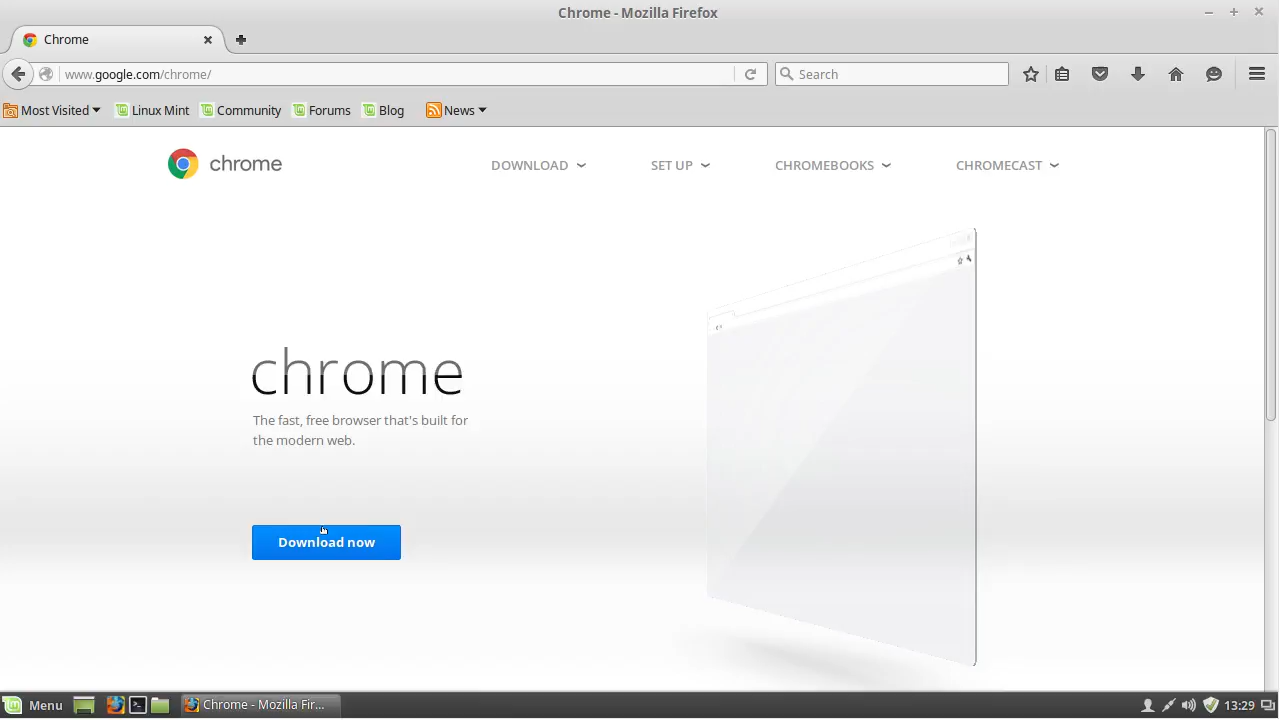 Chrome - Mozilla Firefox
Chrome
www.google.com/chrome/
Search
Most Visited Linux Mint Community Forums Blog News
chrome DOWNLOAD SET UP CHROMEBOOKS CHROMECAST
chrome
The fast, free browser that's built for
the modern web.
Download now
Menu Chrome - Mozilla Fir... 13:29